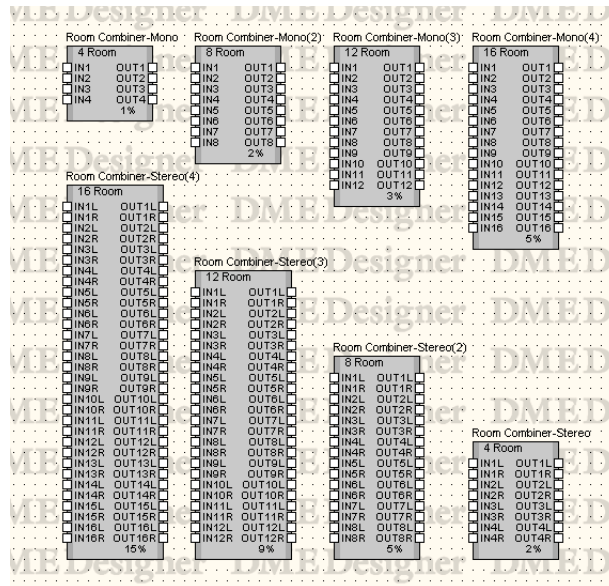 Room Combiner-Mono
4 Room
IN1 OUT1
IN2 OUT2
IN3 OUT3
IN4 OUT4
1%
Room Combiner-Mono(2)
8 Room
IN1 OUT1
IN2 OUT2
IN3 OUT3
IN4 OUT4
IN5 OUT5
IN6 OUT6
IN7 OUT7
IN8 OUT8
2%
Room Combiner-Mono(3)
12 Room
IN1 OUT1
IN2 OUT2
IN3 OUT3
IN4 OUT4
IN5 OUT5
IN6 OUT6
IN7 OUT7
IN8 OUT8
IN9 OUT9
IN10 OUT10
IN11 OUT11
IN12 OUT12
3%
Room Combiner-Mono(4)
16 Room
IN1 OUT1
IN2 OUT2
IN3 OUT3
IN4 OUT4
IN5 OUT5
IN6 OUT6
IN7 OUT7
IN8 OUT8
IN9 OUT9
IN10 OUT10
IN11 OUT11
IN12 OUT12
IN13 OUT13
IN14 OUT14
IN15 OUT15
IN16 OUT16
5%
Room Combiner-Stereo(4)
16 Room
IN1L OUT1L
IN1R OUT1R
IN2L OUT2L
IN2R OUT2R
IN3L OUT3L
IN3R OUT3R
IN4L OUT4L
IN4R OUT4R
IN5L OUT5L
IN5R OUT5R
IN6L OUT6L
IN6R OUT6R
IN7L OUT7L
IN7R OUT7R
IN8L OUT8L
IN8R OUT8R
IN9L OUT9L
IN9R OUT9R
IN10L OUT10L
IN10R OUT10R
IN11L OUT11L
IN11R OUT11R
IN12L OUT12L
IN12R OUT12R
IN13L OUT13L
IN13R OUT13R
IN14L OUT14L
IN14R OUT14R
IN15L OUT15L
IN15R OUT15R
IN16L OUT16L
IN16R OUT16R
15%
Room Combiner-Stereo(3)
12 Room
IN1L OUT1L
IN1R OUT1R
IN2L OUT2L
IN2R OUT2R
IN3L OUT3L
IN3R OUT3R
IN4L OUT4L
IN4R OUT4R
IN5L OUT5L
IN5R OUT5R
IN6L OUT6L
IN6R OUT6R
IN7L OUT7L
IN7R OUT7R
IN8L OUT8L
IN8R OUT8R
IN9L OUT9L
IN9R OUT9R
IN10L OUT10L
IN10R OUT10R
IN11L OUT11L
IN11R OUT11R
IN12L OUT12L
IN12R OUT12R
9%
Room Combiner-Stereo(2)
8 Room
IN1L OUT1L
IN1R OUT1R
IN2L OUT2L
IN2R OUT2R
IN3L OUT3L
IN3R OUT3R
IN4L OUT4L
IN4R OUT4R
IN5L OUT5L
IN5R OUT5R
IN6L OUT6L
IN6R OUT6R
IN7L OUT7L
IN7R OUT7R
IN8L OUT8L
IN8R OUT8R
5%
Room Combiner-Stereo
4 Room
IN1L OUT1L
IN1R OUT1R
IN2L OUT2L
IN2R OUT2R
IN3L OUT3L
IN3R OUT3R
IN4L OUT4L
IN4R OUT4R
2%
DME Designer